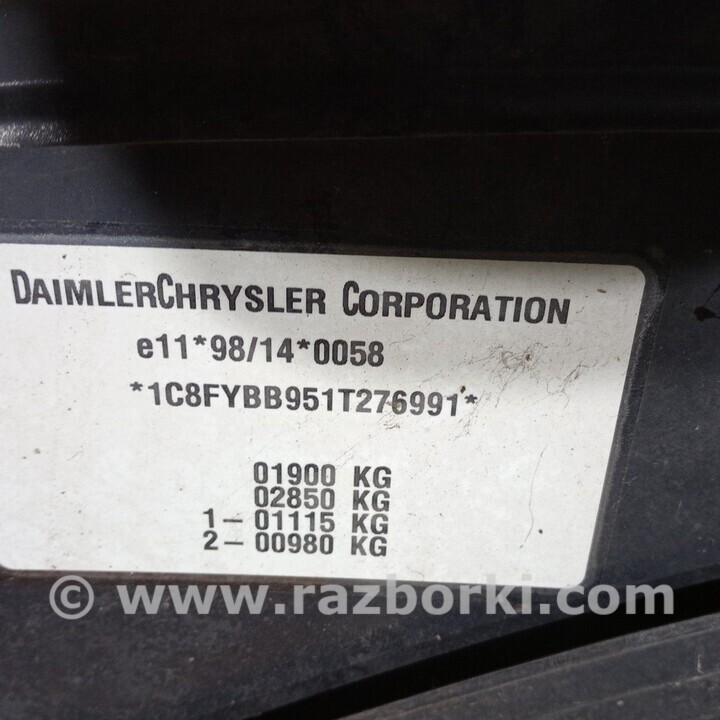 DAIMLERCHRYSLER CORPORATION
e11*98/14*0058
*1C8FYBB951T276991*
01900 KG
02850 KG
1– 01115 KG
2– 00980 KG
© www.razborki.com